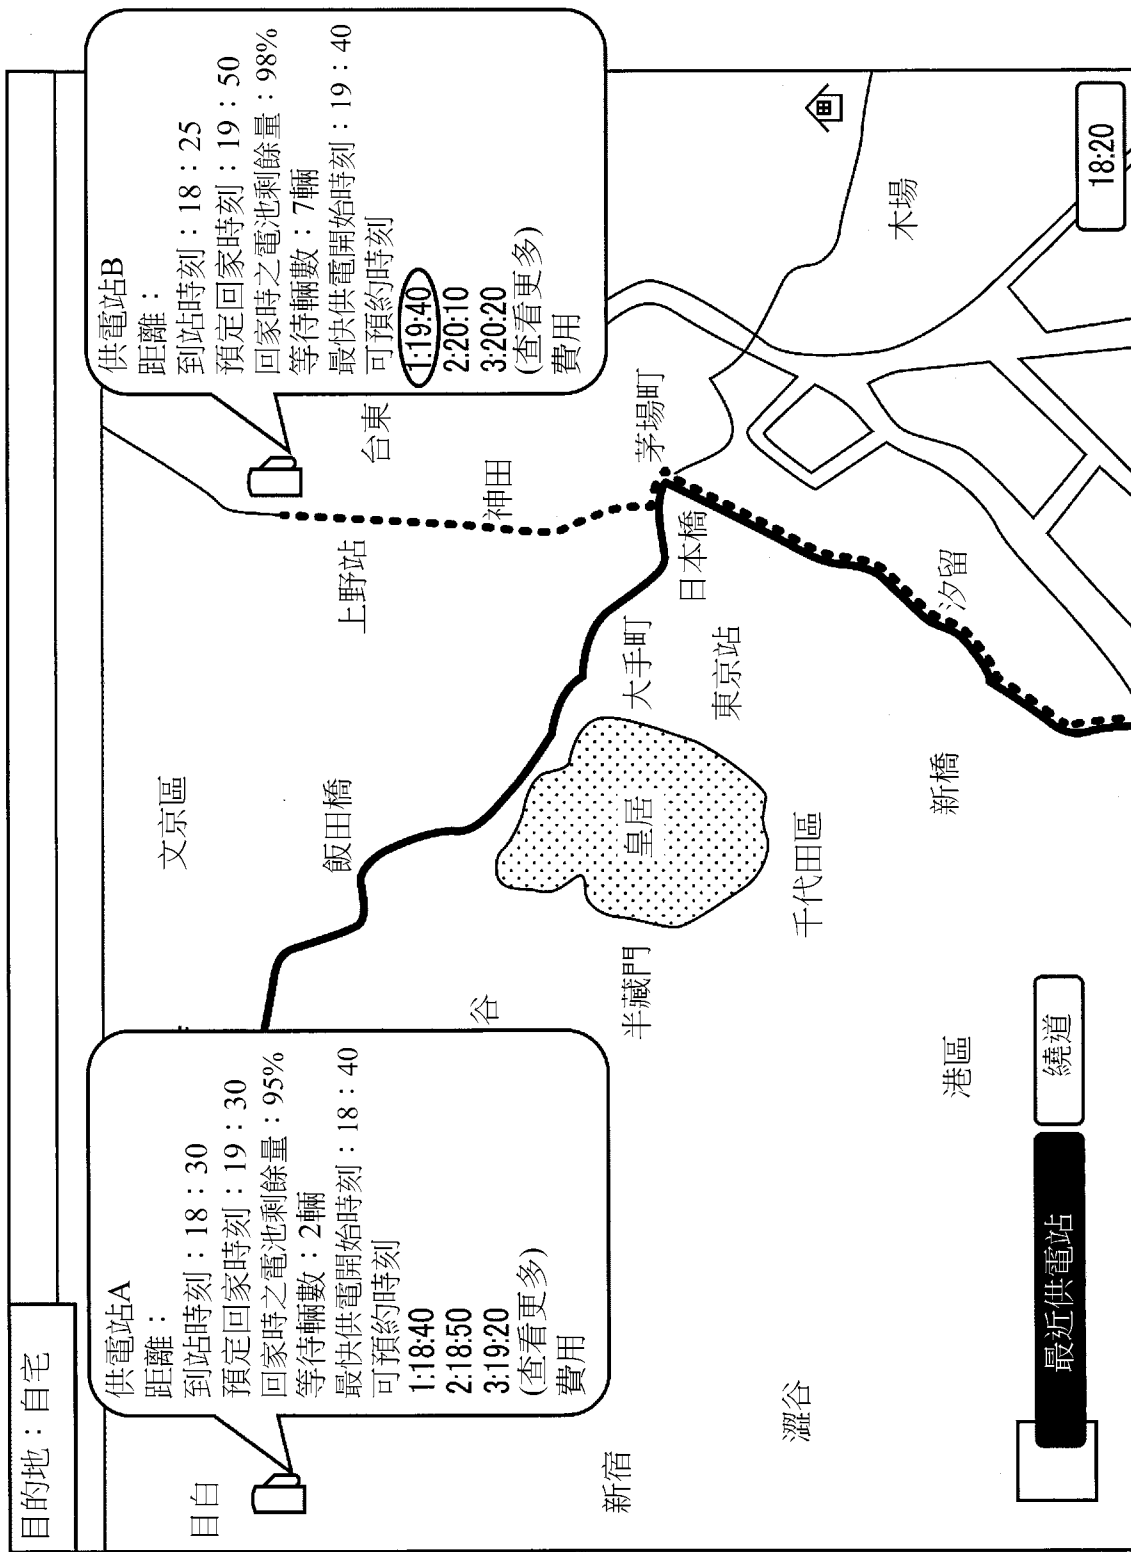 目的地：自宅
供電站A
距離：
到站時刻：18：30
預定回家時刻：19：30
回家時之電池剩餘量：95%
等待輛數：2輛
最快供電開始時刻：18：40
可預約時刻
1:18:40
2:18:50
3:19:20
(查看更多)
費用
供電站B
距離：
到站時刻：18：25
預定回家時刻：19：50
回家時之電池剩餘量：98%
等待輛數：7輛
最快供電開始時刻：19：40
可預約時刻
1:19:40
2:20:10
3:20:20
(查看更多)
費用
目白
文京區
飯田橋
上野站
台東
神田
谷
新宿
半藏門
皇居
大手町
日本橋
茅場町
東京站
千代田區
澀谷
港區
新橋
汐留
木場
最近供電站
繞道
18:20